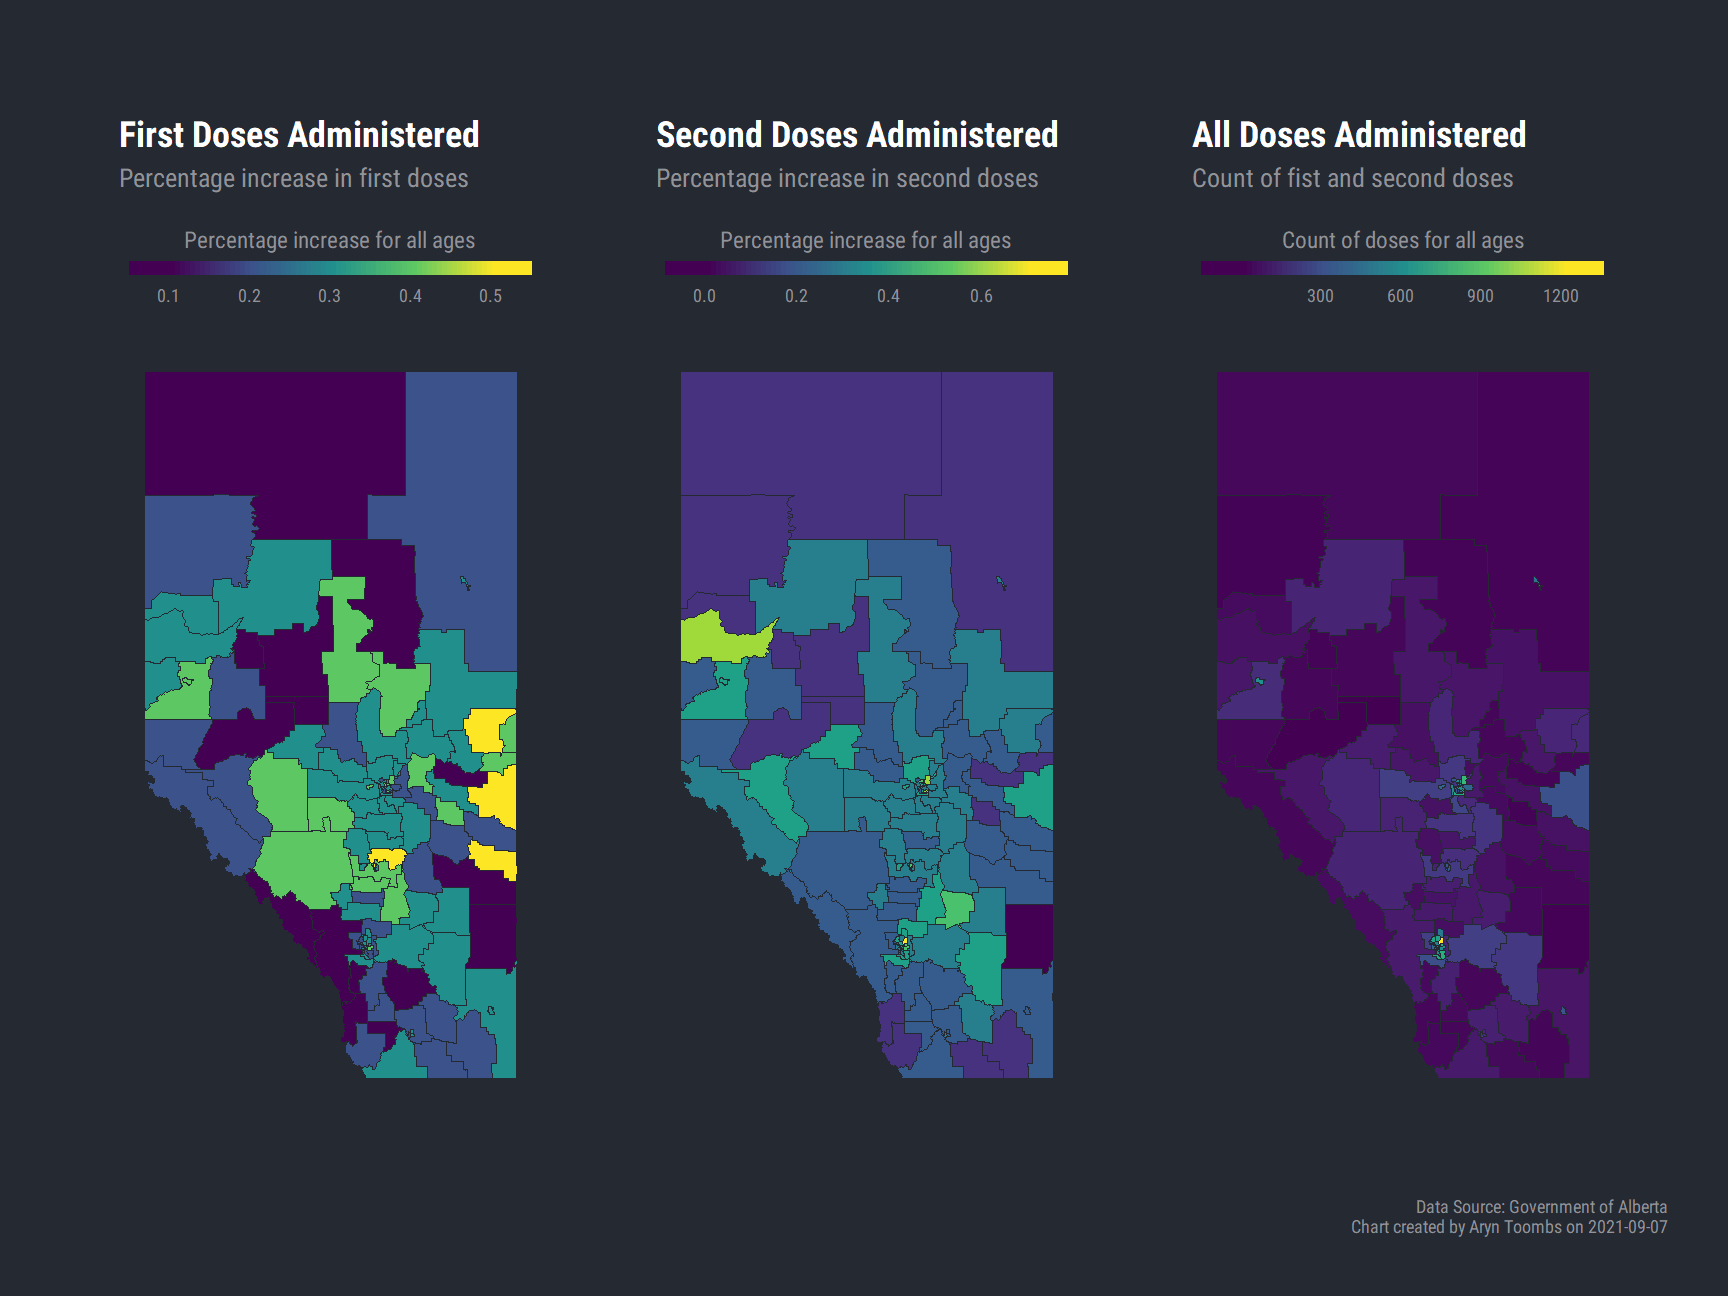 First Doses Administered
Percentage increase in first doses
Percentage increase for all ages
0.1 0.2 0.3 0.4 0.5
Second Doses Administered
Percentage increase in second doses
Percentage increase for all ages
0.0 0.2 0.4 0.6
All Doses Administered
Count of fist and second doses
Count of doses for all ages
300 600 900 1200
Data Source: Government of Alberta
Chart created by Aryn Toombs on 2021-09-07